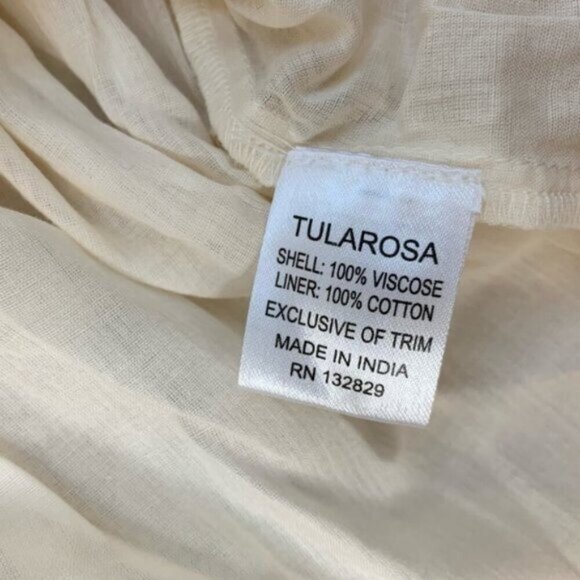 TULAROSA
SHELL: 100% VISCOSE
LINER: 100% COTTON
EXCLUSIVE OF TRIM
MADE IN INDIA
RN 132829